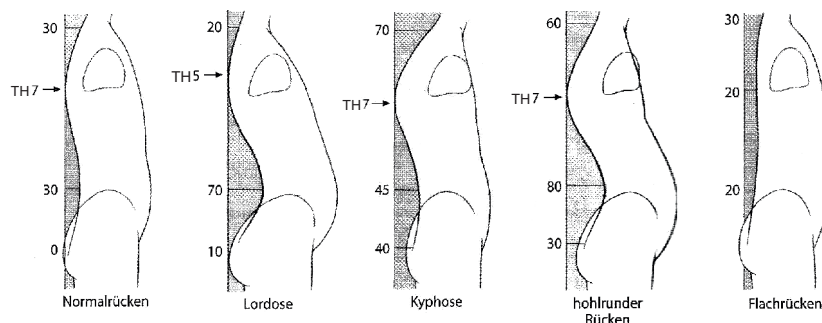 30
TH7
30
0
Normalrücken
20
TH5
70
10
Lordose
70
TH7
45
40
Kyphose
60
TH7
80
30
hohlrunder
Rücken
30
20
20
Flachrücken